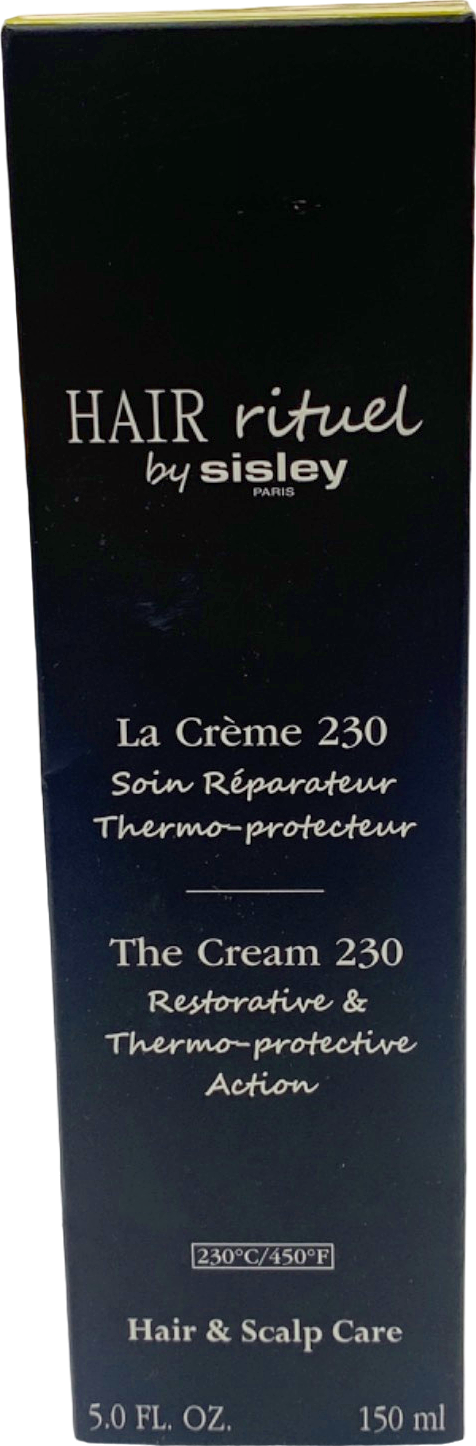 HAIR rituel
by sisley
PARIS
La Crème 230
Soin Réparateur
Thermo-protecteur
The Cream 230
Restorative &
Thermo-protective
Action
230°C/450°F
Hair & Scalp Care
5.0 FL. OZ. 150 ml